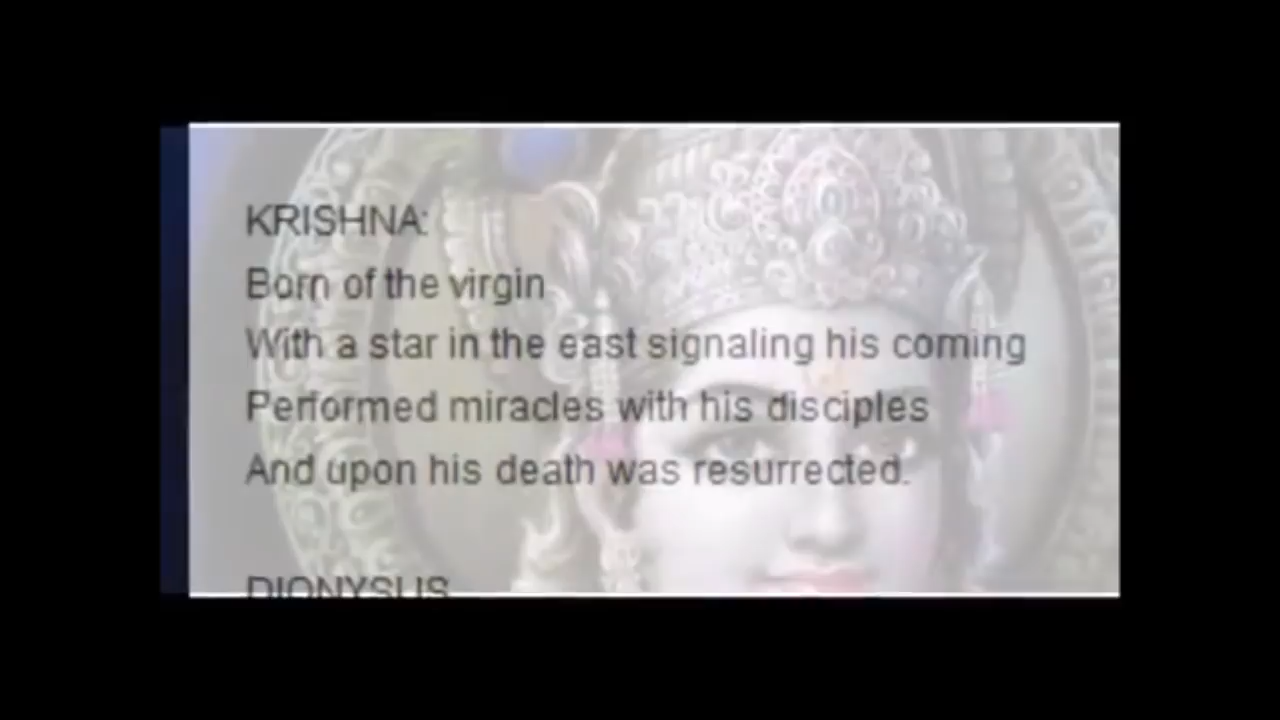 KRISHNA:
Born of the virgin
With a star in the east signaling his coming
Performed miracles with his disciples
And upon his death was resurrected.
DIONYSUS